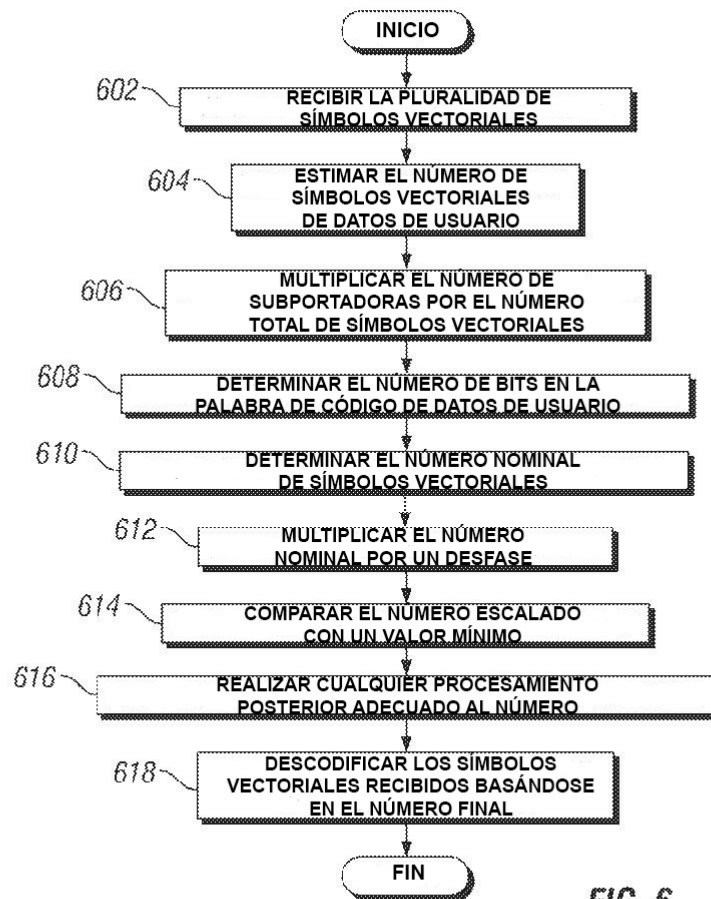 INICIO
602
RECIBIR LA PLURALIDAD DE
SÍMBOLOS VECTORIALES
604
ESTIMAR EL NÚMERO DE
SÍMBOLOS VECTORIALES
DE DATOS DE USUARIO
606
MULTIPLICAR EL NÚMERO DE
SUBPORTADORAS POR EL NÚMERO
TOTAL DE SÍMBOLOS VECTORIALES
608
DETERMINAR EL NÚMERO DE BITS EN LA
PALABRA DE CÓDIGO DE DATOS DE USUARIO
610
DETERMINAR EL NÚMERO NOMINAL
DE SÍMBOLOS VECTORIALES
612
MULTIPLICAR EL NÚMERO
NOMINAL POR UN DESFASE
614
COMPARAR EL NÚMERO ESCALADO
CON UN VALOR MÍNIMO
616
REALIZAR CUALQUIER PROCESAMIENTO
POSTERIOR ADECUADO AL NÚMERO
618
DESCODIFICAR LOS SÍMBOLOS
VECTORIALES RECIBIDOS BASÁNDOSE
EN EL NÚMERO FINAL
FIN
FIG. 6